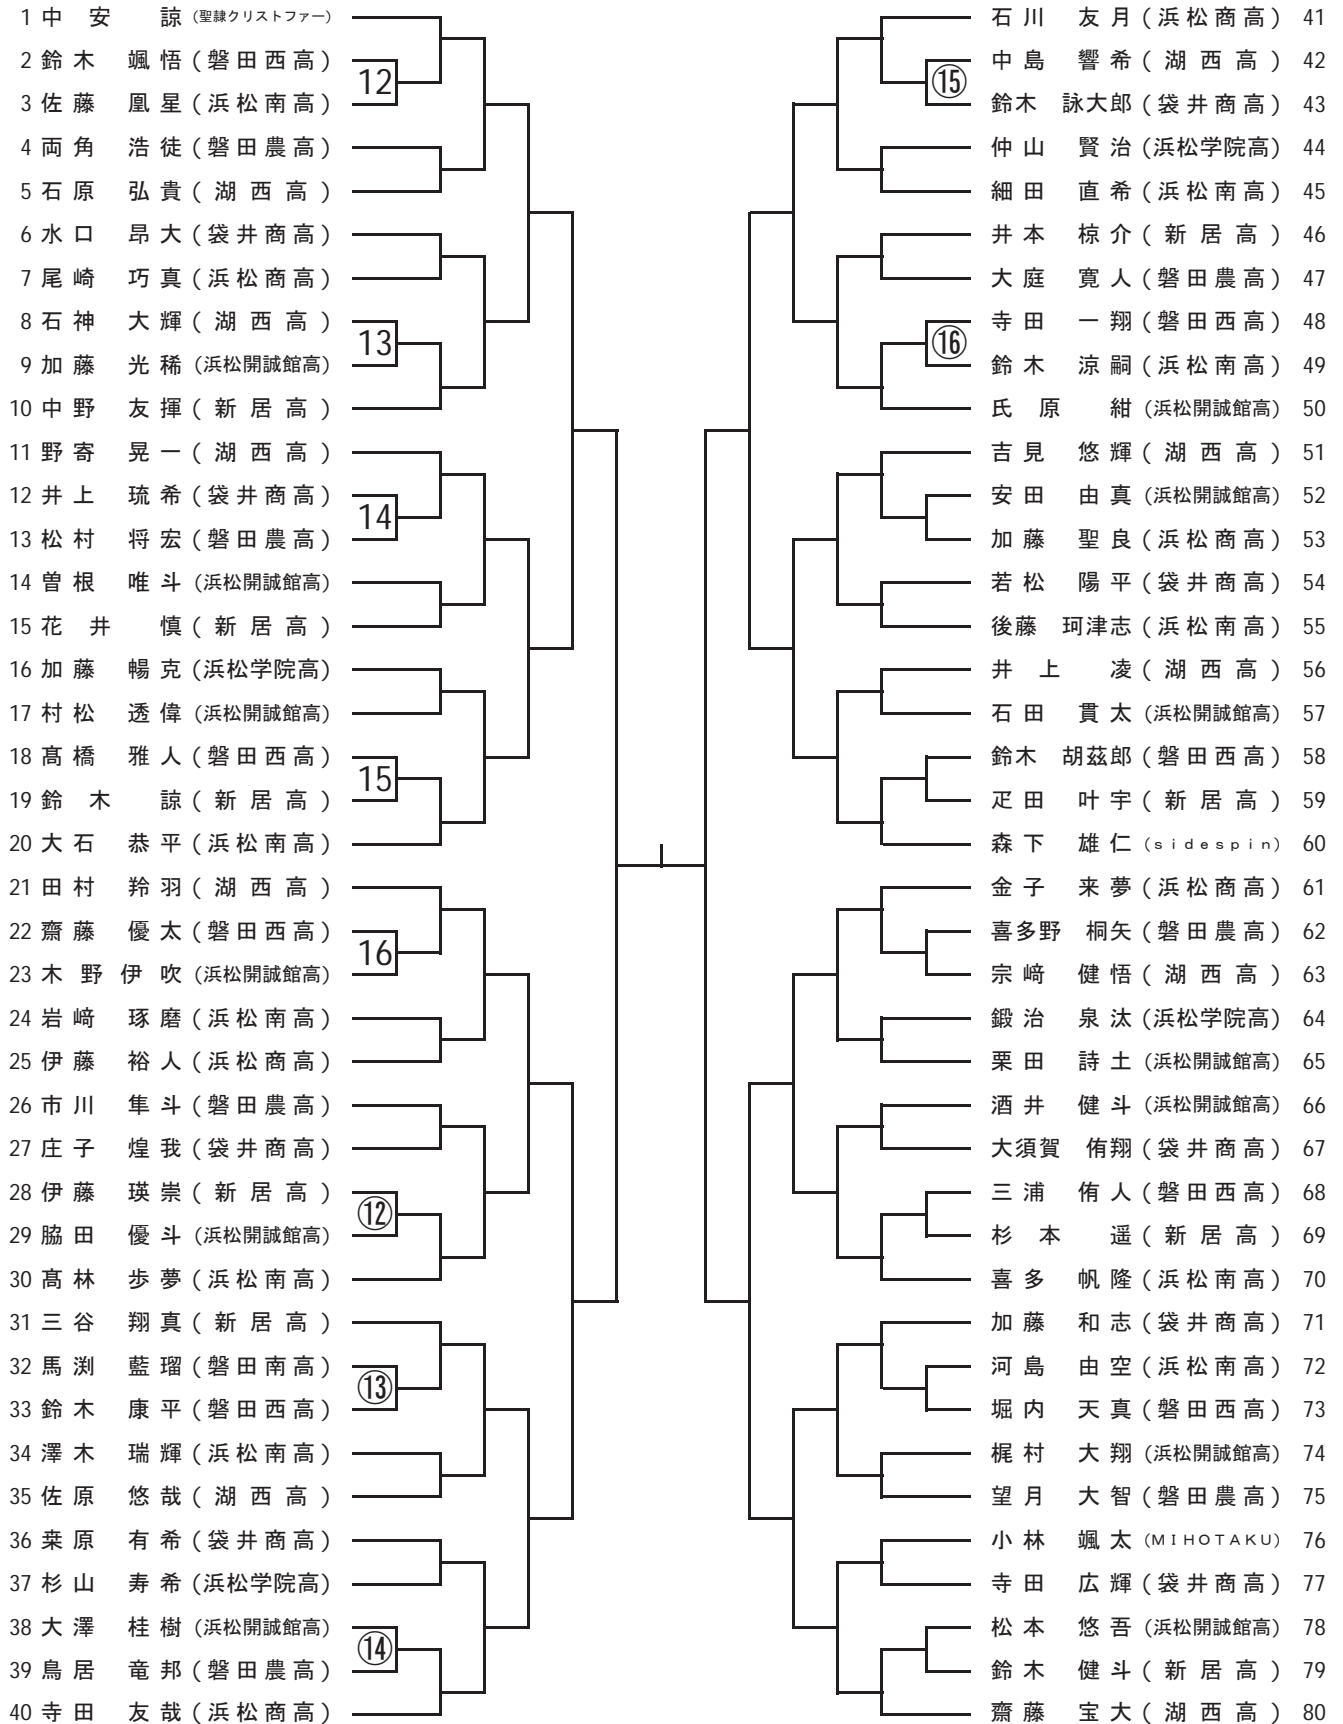 1 中安 諒 (聖隷クリストファー)
2 鈴木 颯悟 (磐田西高)
12
3 佐藤 凰星 (浜松南高)
4 両角 浩徒 (磐田農高)
5 石原 弘貴 (湖西高)
6 水口 昂大 (袋井商高)
7 尾崎 巧真 (浜松商高)
8 石神 大輝 (湖西高)
13
9 加藤 光稀 (浜松開誠館高)
10 中野 友揮 (新居高)
11 野寄 晃一 (湖西高)
12 井上 琉希 (袋井商高)
14
13 松村 将宏 (磐田農高)
14 曽根 唯斗 (浜松開誠館高)
15 花井 慎 (新居高)
16 加藤 暢克 (浜松学院高)
17 村松 透偉 (浜松開誠館高)
18 髙橋 雅人 (磐田西高)
15
19 鈴木 諒 (新居高)
20 大石 恭平 (浜松南高)
21 田村 羚羽 (湖西高)
22 齋藤 優太 (磐田西高)
16
23 木野 伊吹 (浜松開誠館高)
24 岩﨑 琢磨 (浜松南高)
25 伊藤 裕人 (浜松商高)
26 市川 隼斗 (磐田農高)
27 庄子 煌我 (袋井商高)
28 伊藤 瑛崇 (新居高)
⑫
29 脇田 優斗 (浜松開誠館高)
30 髙林 歩夢 (浜松南高)
31 三谷 翔真 (新居高)
32 馬渕 藍瑠 (磐田南高)
⑬
33 鈴木 康平 (磐田西高)
34 澤木 瑞輝 (浜松南高)
35 佐原 悠哉 (湖西高)
36 桒原 有希 (袋井商高)
37 杉山 寿希 (浜松学院高)
38 大澤 桂樹 (浜松開誠館高)
⑭
39 鳥居 竜邦 (磐田農高)
40 寺田 友哉 (浜松商高)
石川 友月 (浜松商高) 41
中島 響希 (湖西高) 42
⑮
鈴木 詠大郎 (袋井商高) 43
仲山 賢治 (浜松学院高) 44
細田 直希 (浜松南高) 45
井本 椋介 (新居高) 46
大庭 寛人 (磐田農高) 47
寺田 一翔 (磐田西高) 48
⑯
鈴木 涼嗣 (浜松南高) 49
氏原 紺 (浜松開誠館高) 50
吉見 悠輝 (湖西高) 51
安田 由真 (浜松開誠館高) 52
加藤 聖良 (浜松商高) 53
若松 陽平 (袋井商高) 54
後藤 珂津志 (浜松南高) 55
井上 凌 (湖西高) 56
石田 貫太 (浜松開誠館高) 57
鈴木 胡茲郎 (磐田西高) 58
疋田 叶宇 (新居高) 59
森下 雄仁 (sidespin) 60
金子 来夢 (浜松商高) 61
喜多野 桐矢 (磐田農高) 62
宗﨑 健悟 (湖西高) 63
鍛治 泉汰 (浜松学院高) 64
栗田 詩土 (浜松開誠館高) 65
酒井 健斗 (浜松開誠館高) 66
大須賀 侑翔 (袋井商高) 67
三浦 侑人 (磐田西高) 68
杉本 遥 (新居高) 69
喜多 帆隆 (浜松南高) 70
加藤 和志 (袋井商高) 71
河島 由空 (浜松南高) 72
堀内 天真 (磐田西高) 73
梶村 大翔 (浜松開誠館高) 74
望月 大智 (磐田農高) 75
小林 颯太 (MIHOTAKU) 76
寺田 広輝 (袋井商高) 77
松本 悠吾 (浜松開誠館高) 78
鈴木 健斗 (新居高) 79
齋藤 宝大 (湖西高) 80